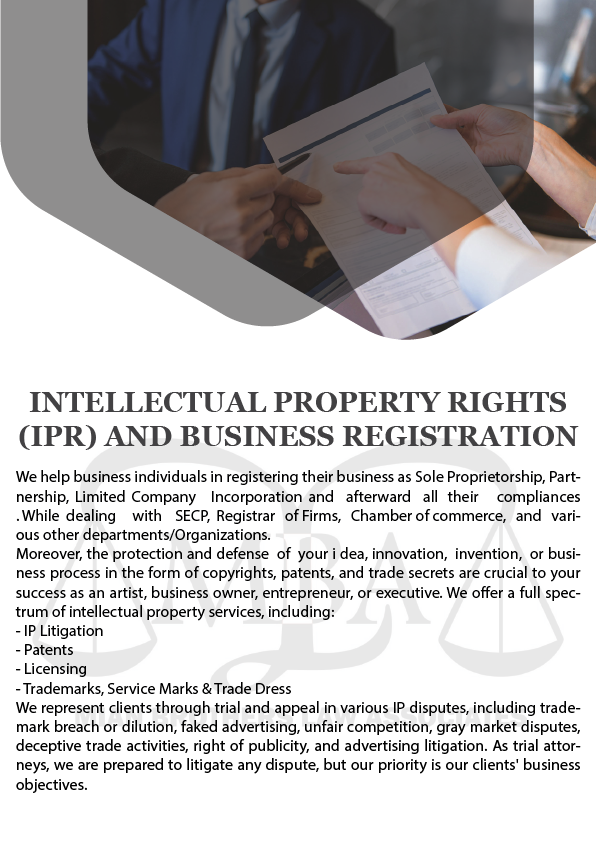 INTELLECTUAL PROPERTY RIGHTS
(IPR) AND BUSINESS REGISTRATION
We help business individuals in registering their business as Sole Proprietorship, Part-
nership, Limited Company Incorporation and afterward all their compliances
. While dealing with SECP, Registrar of Firms, Chamber of commerce, and vari-
ous other departments/Organizations.
Moreover, the protection and defense of your i dea, innovation, invention, or busi-
ness process in the form of copyrights, patents, and trade secrets are crucial to your
success as an artist, business owner, entrepreneur, or executive. We offer a full spec-
trum of intellectual property services, including:
- IP Litigation
- Patents
- Licensing
- Trademarks, Service Marks & Trade Dress
We represent clients through trial and appeal in various IP disputes, including trade-
mark breach or dilution, faked advertising, unfair competition, gray market disputes,
deceptive trade activities, right of publicity, and advertising litigation. As trial attor-
neys, we are prepared to litigate any dispute, but our priority is our clients' business
objectives.
MBA
MIAN BROTHERS LAW ASSOCIATES